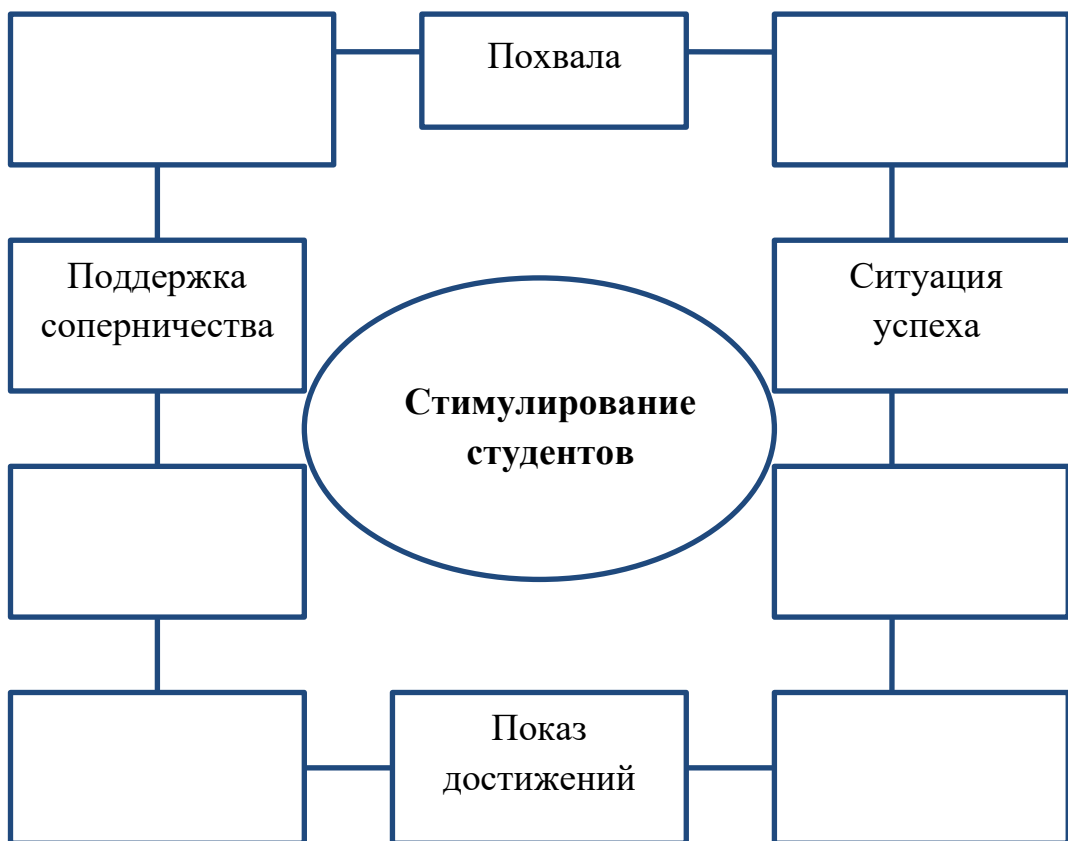 Похвала
Поддержка
соперничества
Ситуация
успеха
Стимулирование
студентов
Показ
достижений